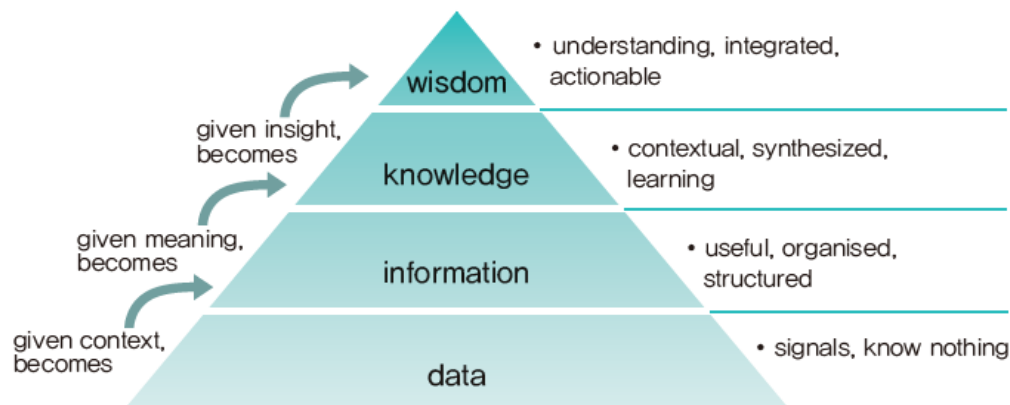 • understanding, integrated,
actionable
wisdom
given insight,
becomes
• contextual, synthesized,
learning
knowledge
given meaning,
becomes
• useful, organised,
structured
information
given context,
becomes
• signals, know nothing
data